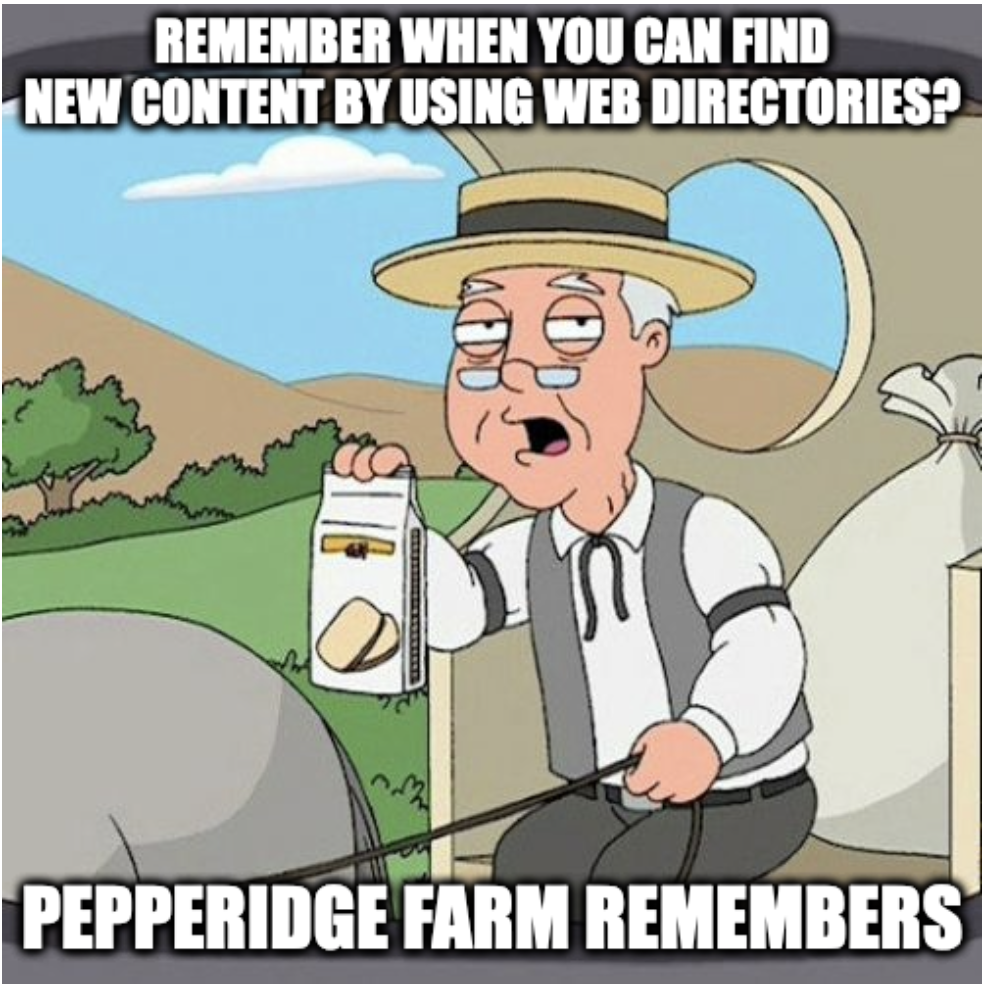 REMEMBER WHEN YOU CAN FIND
NEW CONTENT BY USING WEB DIRECTORIES?
PEPPERIDGE FARM REMEMBERS